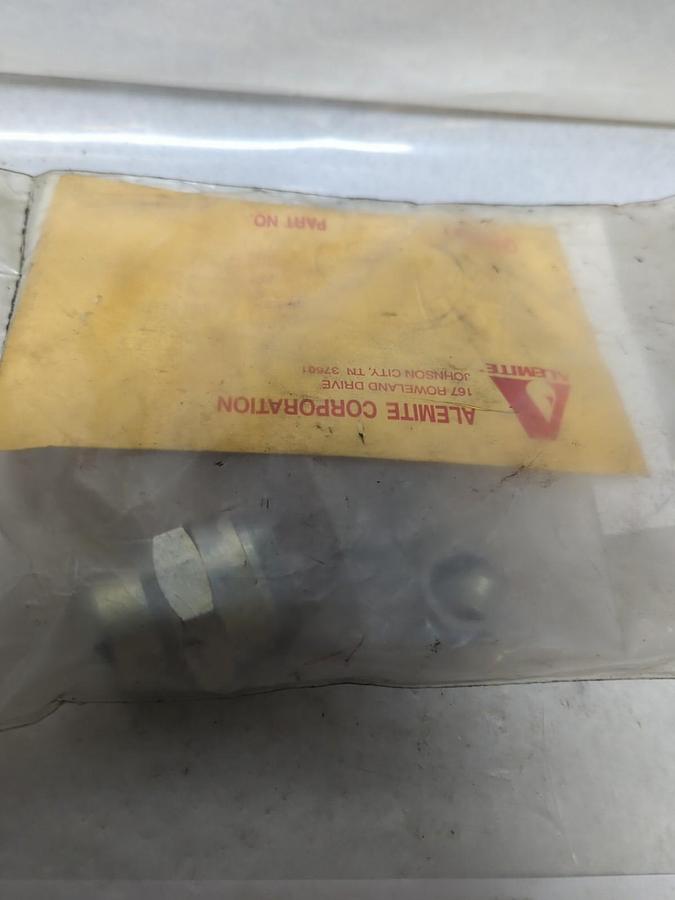 ALEMITE
ALEMITE CORPORATION
167 ROWELAND DRIVE
JOHNSON CITY, TN 37601
PART NO.